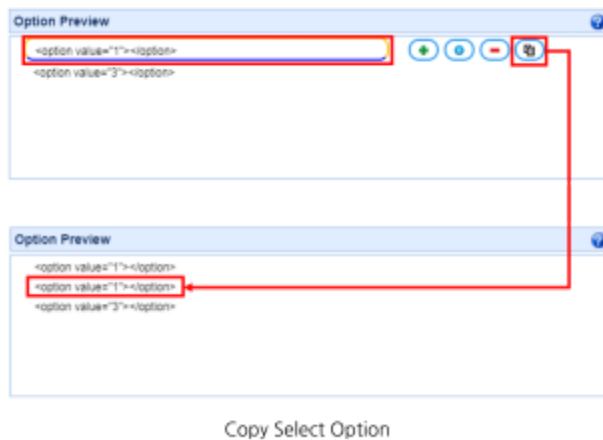 Option Preview
<option value="1"></option>
<option value="3"></option>
Option Preview
<option value="1"></option>
<option value="1"></option>
<option value="3"></option>
Copy Select Option